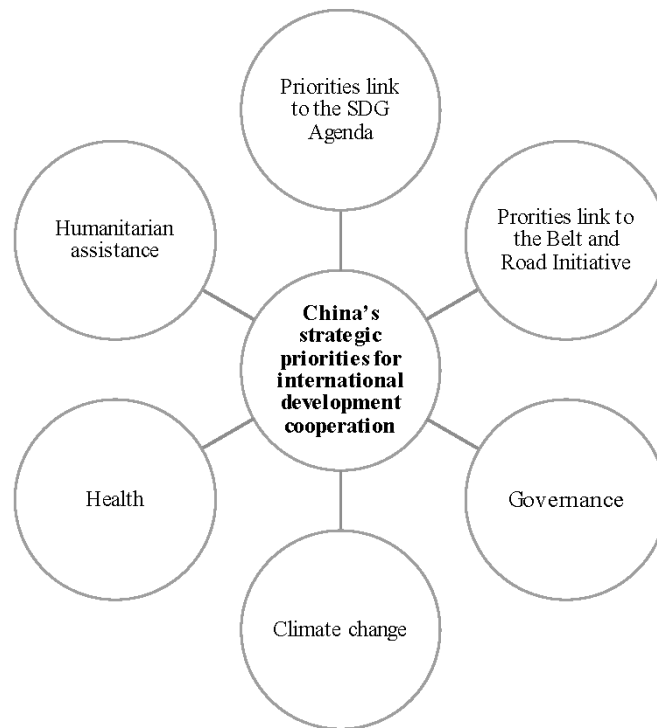 Priorities link
to the SDG
Agenda
Humanitarian
assistance
Prorities link to
the Belt and
Road Initiative
China’s
strategic
priorities for
international
development
cooperation
Health
Governance
Climate change